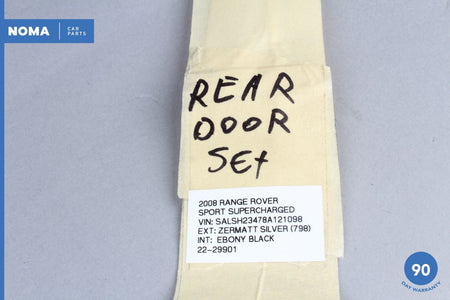 NOMA CAR PARTS
REAR
DOOR
SEt
2008 RANGE ROVER
SPORT SUPERCHARGED
VIN: SALSH23478A121098
EXT: ZERMATT SILVER (798)
INT: EBONY BLACK
22-29901
90
DAY WARRANTY